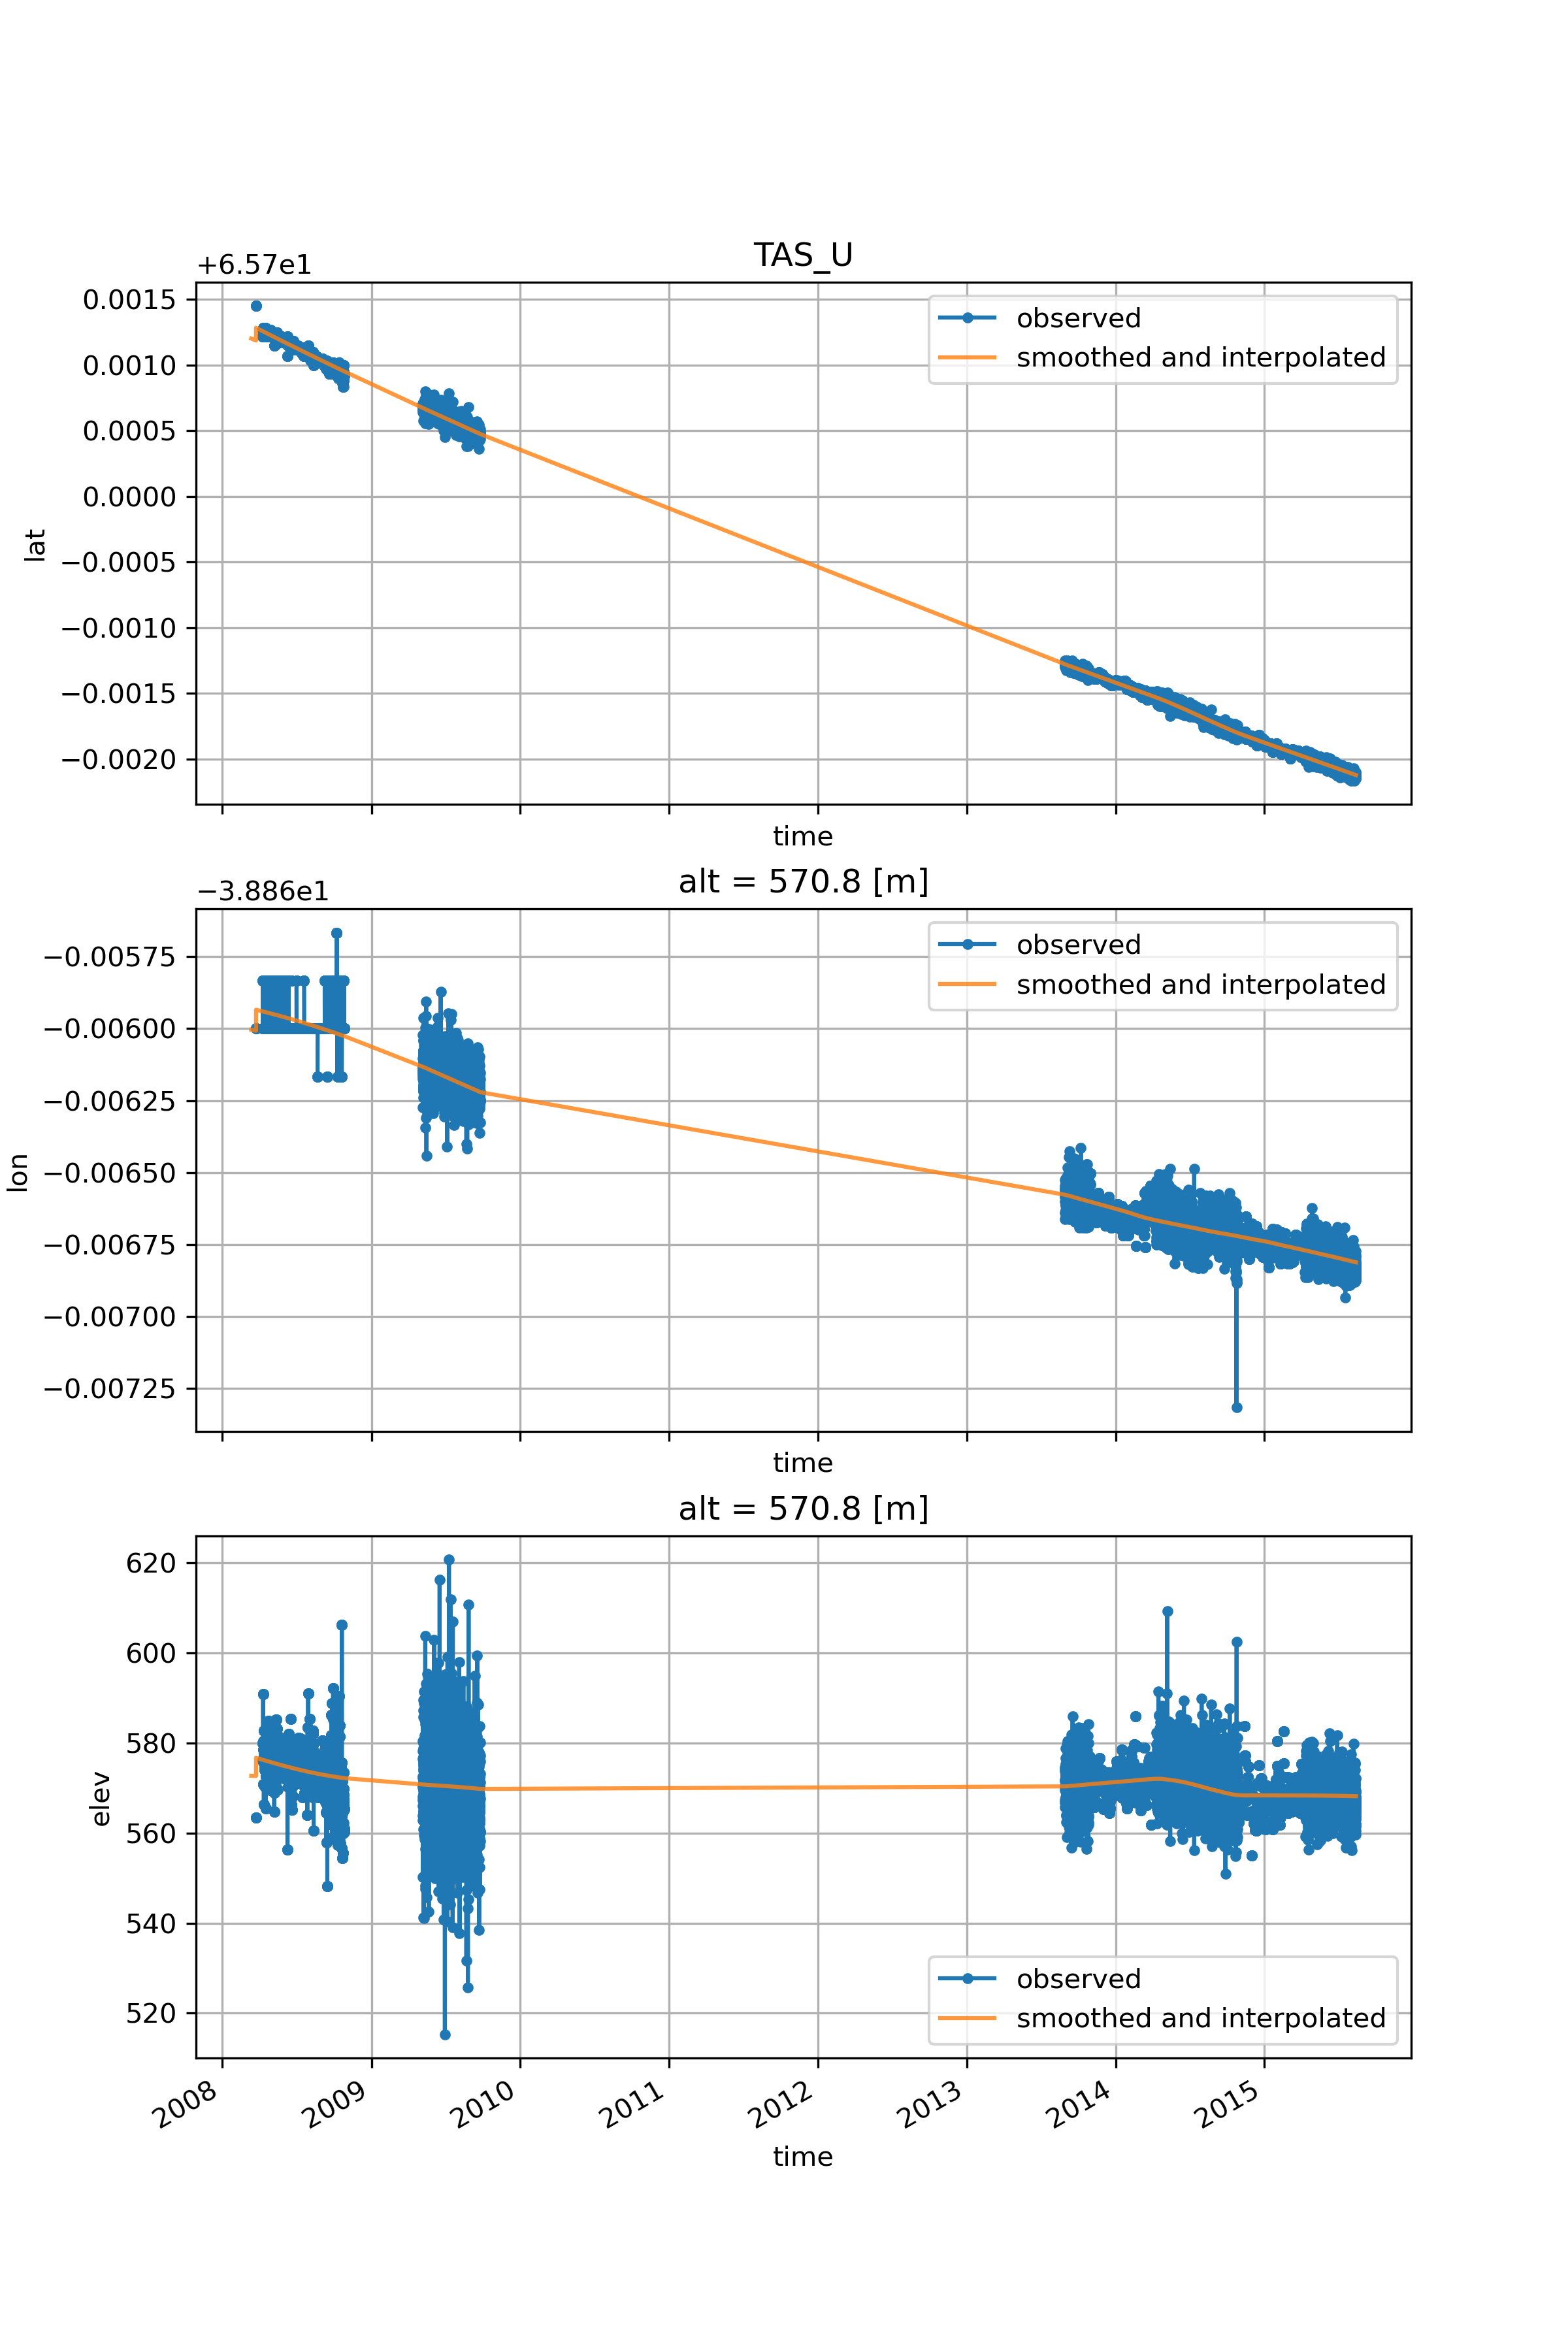 TAS_U
+6.57e1
0.0015
0.0010
0.0005
0.0000
−0.0005
−0.0010
−0.0015
−0.0020
lat
observed
smoothed and interpolated
time
alt = 570.8 [m]
−3.886e1
−0.00575
−0.00600
−0.00625
−0.00650
−0.00675
−0.00700
−0.00725
lon
observed
smoothed and interpolated
time
alt = 570.8 [m]
620
600
580
560
540
520
elev
observed
smoothed and interpolated
2008 2009 2010 2011 2012 2013 2014 2015
time